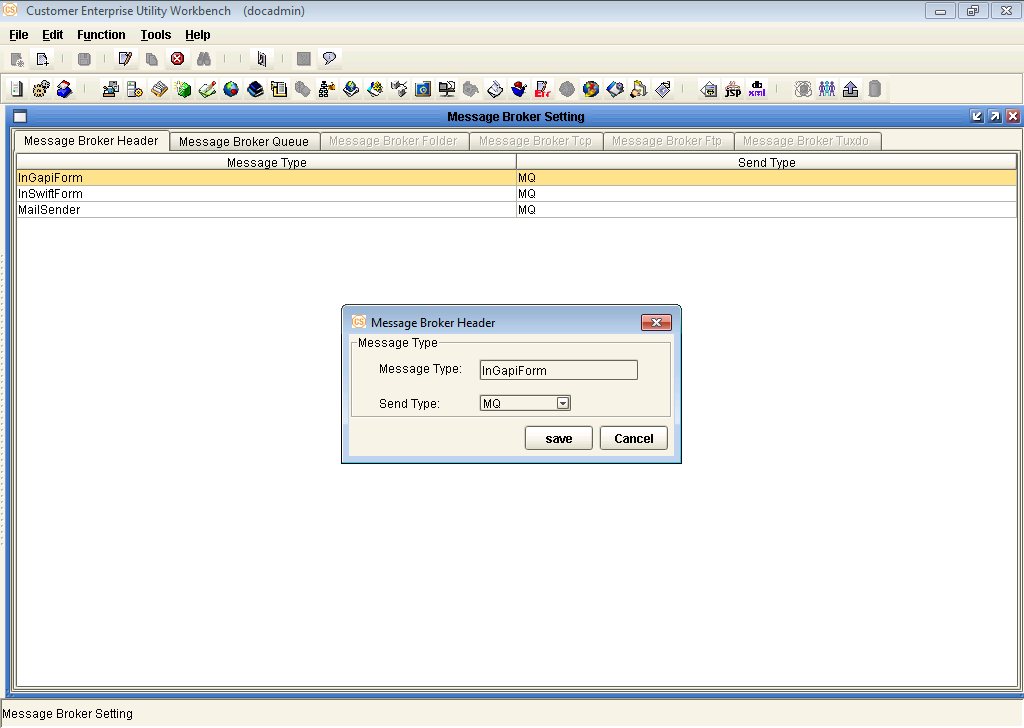 CS Customer Enterprise Utility Workbench (docadmin)
File Edit Function Tools Help
jsp xml
Message Broker Setting
Message Broker Header Message Broker Queue Message Broker Folder Message Broker Tcp Message Broker Ftp Message Broker Tuxdo
Message Type Send Type
InGapiForm MQ
InSwiftForm MQ
MailSender MQ
CS Message Broker Header
Message Type
Message Type: InGapiForm
Send Type: MQ
save Cancel
Message Broker Setting